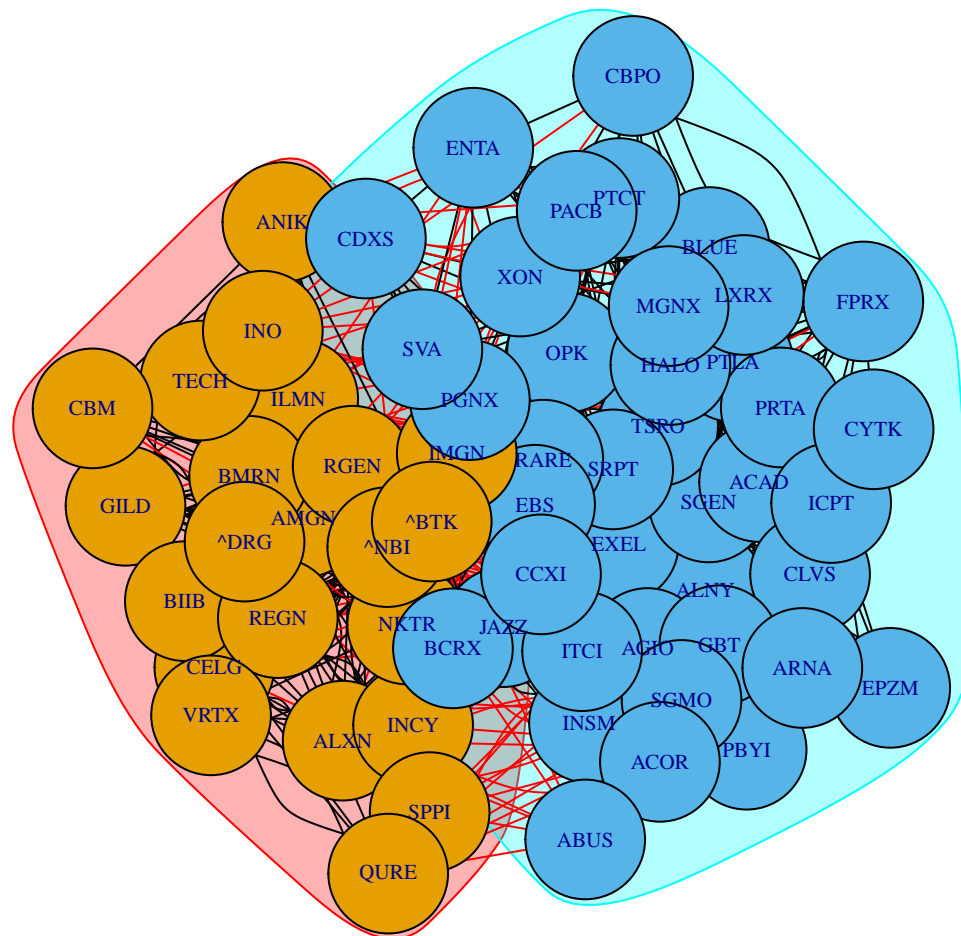 CBPO
ENTA
PTCT
PACB
ANIK
CDXS
BLUE
XON
LXRX
FPRX
MGNX
INO
SVA
OPK
PTLA
HALO
TECH
ILMN
PGNX
CBM
PRTA
TSRO
CYTK
IMGN
RARE
RGEN
SRPT
BMRN
ACAD
SGEN
ICPT
GILD
EBS
AMGN
^BTK
^DRG
^NBI
EXEL
CCXI
CLVS
ALNY
BIIB
REGN
NKTR
JAZZ
BCRX
ITCI
AGIO
GBT
CELG
ARNA
EPZM
SGMO
VRTX
INCY
INSM
ALXN
PBYI
ACOR
SPPI
ABUS
QURE